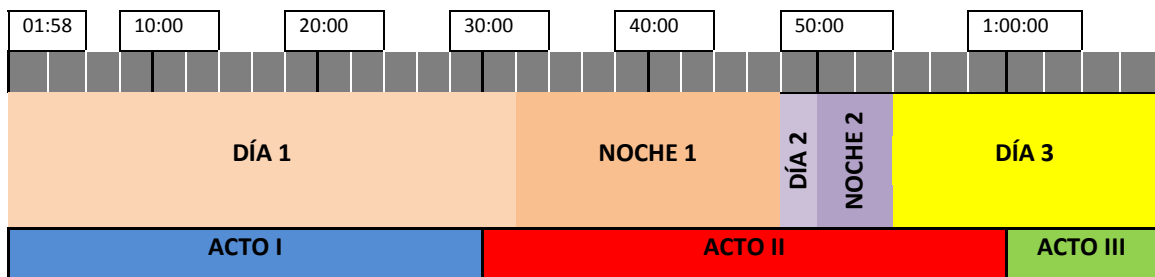 01:58 10:00 20:00 30:00 40:00 50:00 1:00:00
DÍA 1 NOCHE 1 DÍA 2 NOCHE 2 DÍA 3
ACTO I ACTO II ACTO III